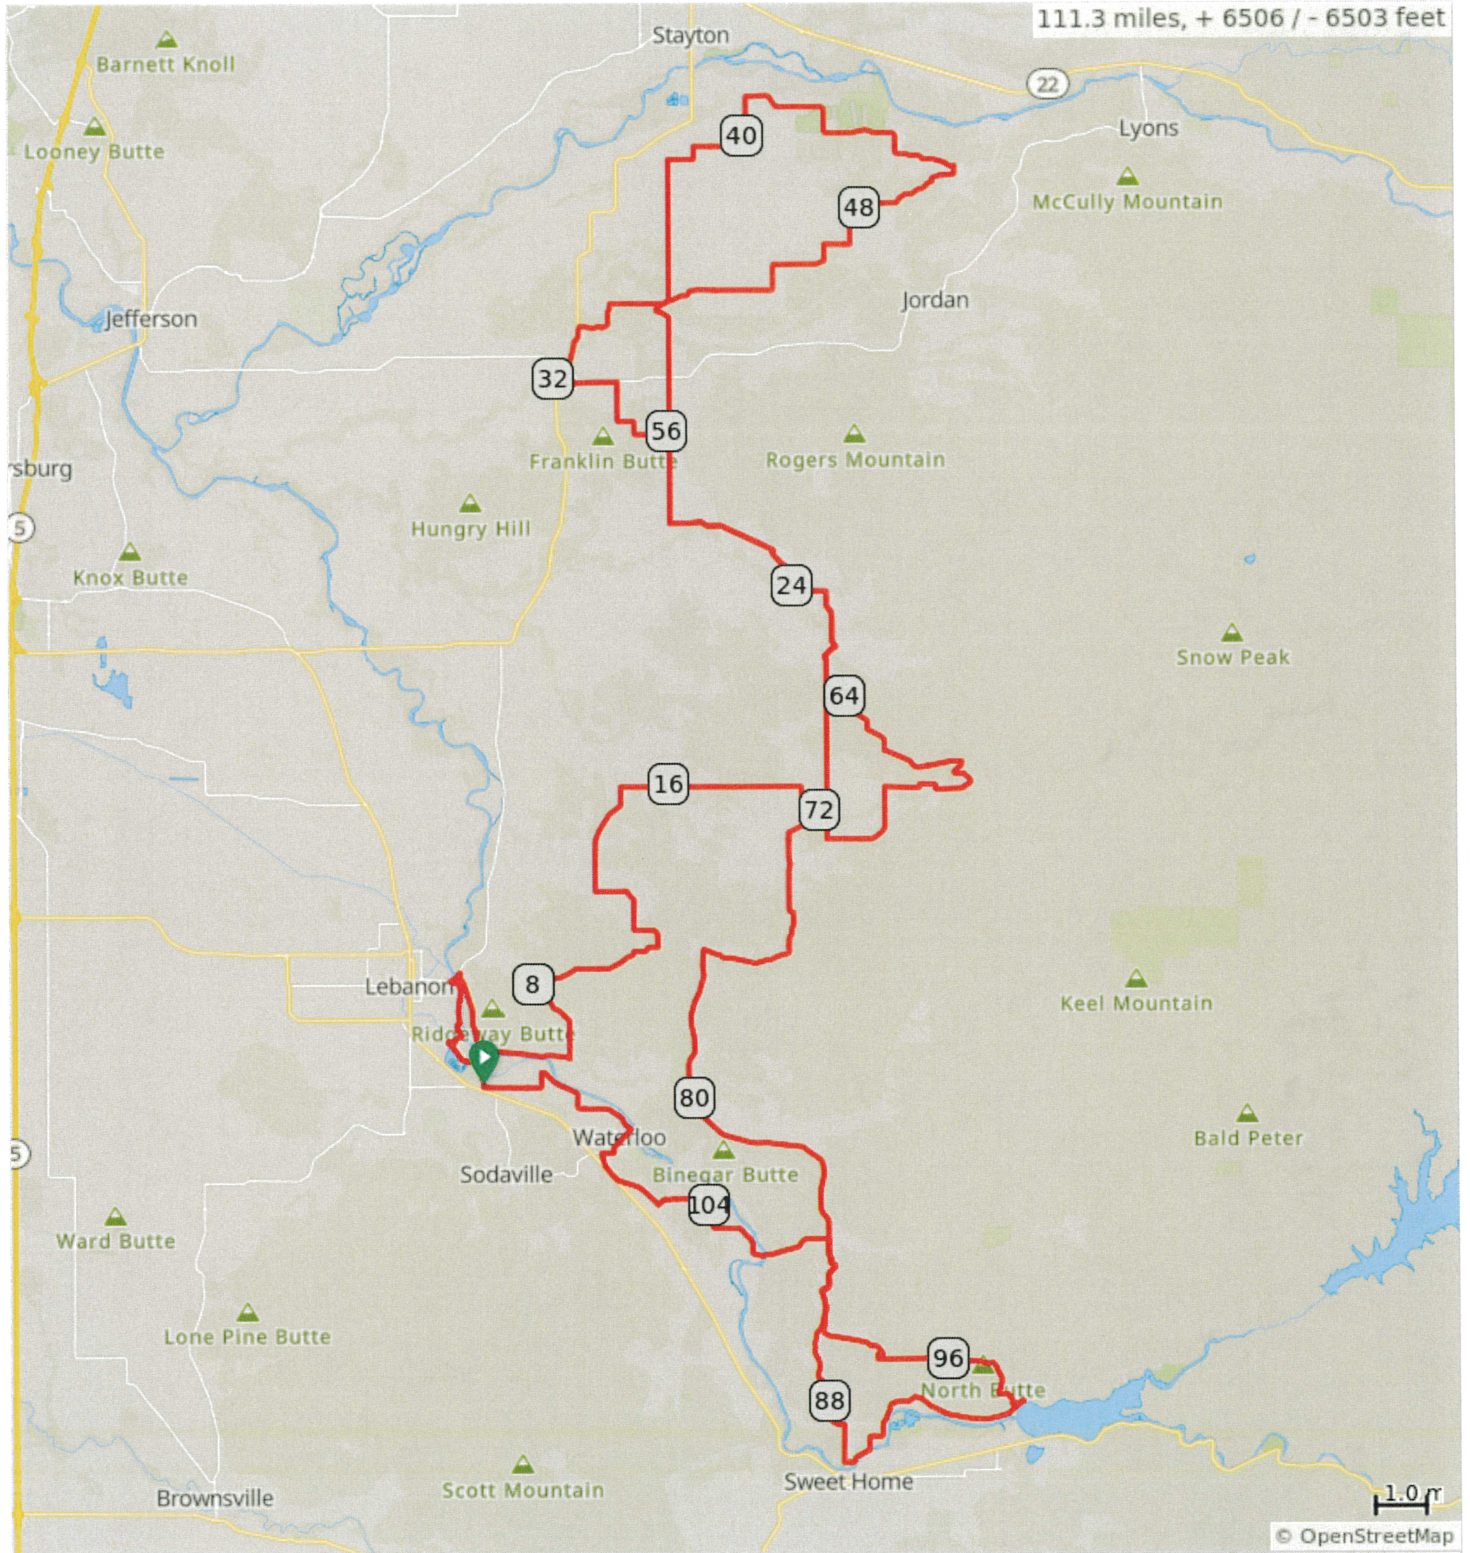 111.3 miles, + 6506 / - 6503 feet
Stayton
Barnett Knoll
22
Lyons
40
Looney Butte
McCully Mountain
48
Jordan
Jefferson
32
56
Franklin Butte
Rogers Mountain
rsburg
Hungry Hill
5
Knox Butte
24
Snow Peak
64
16
72
8
Lebanon
Keel Mountain
Ridgeway Butte
80
Waterloo
Bald Peter
5
Sodaville
Binegar Butte
104
Ward Butte
Lone Pine Butte
96
North Butte
88
Sweet Home
Scott Mountain
Brownsville
1.0 m
© OpenStreetMap